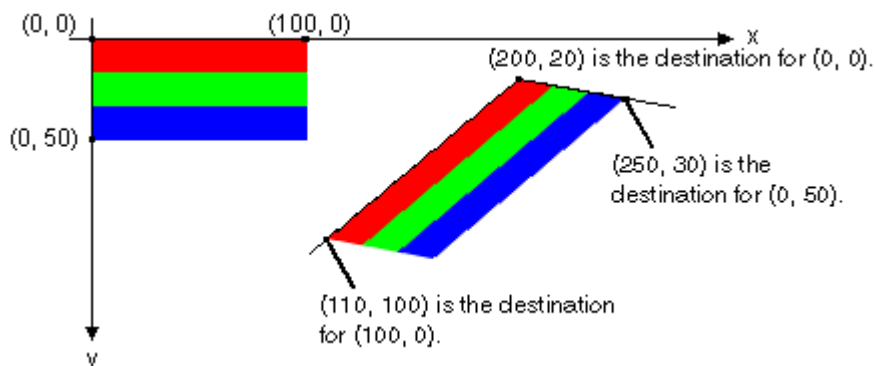 (0, 0)
(100, 0)
X
(200, 20) is the destination for (0, 0).
(0, 50)
(250, 30) is the
destination for (0, 50).
(110, 100) is the destination
for (100, 0).
y